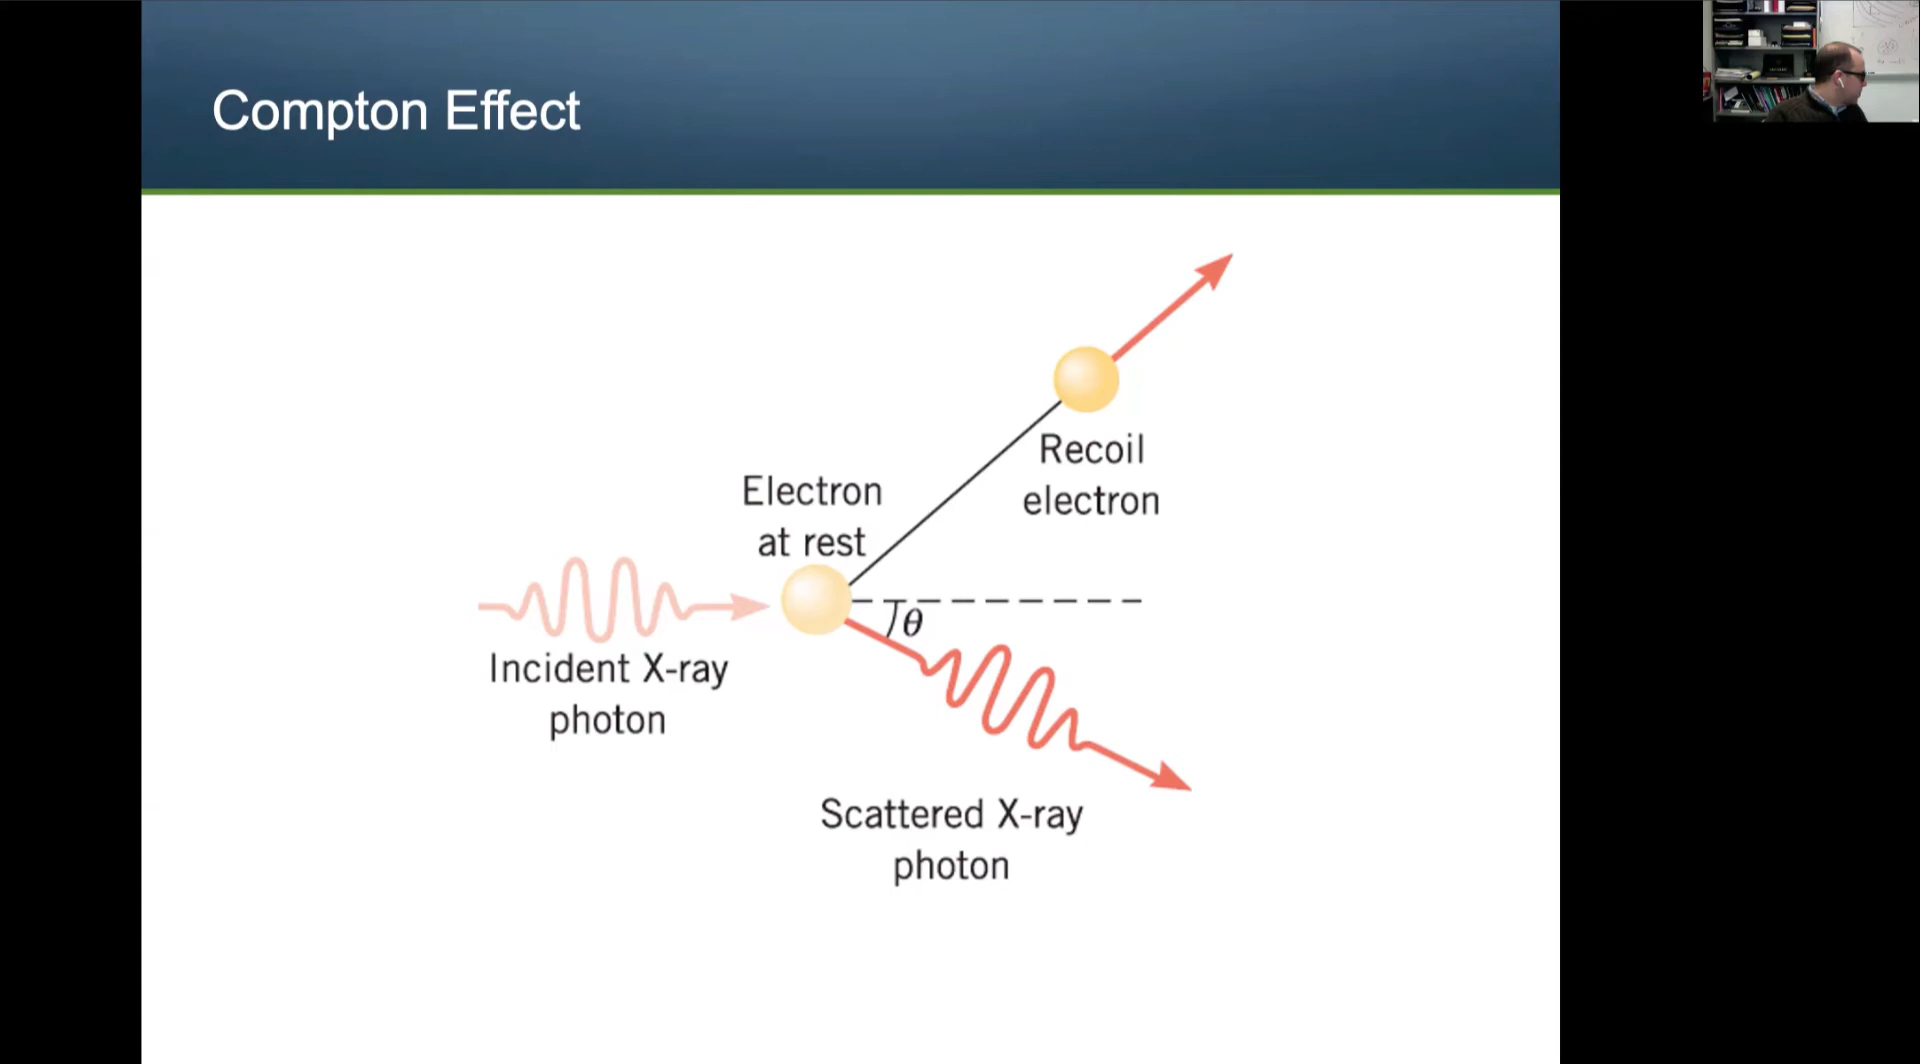 Compton Effect
Electron
at rest
Recoil
electron
Incident X-ray
photon
θ
Scattered X-ray
photon